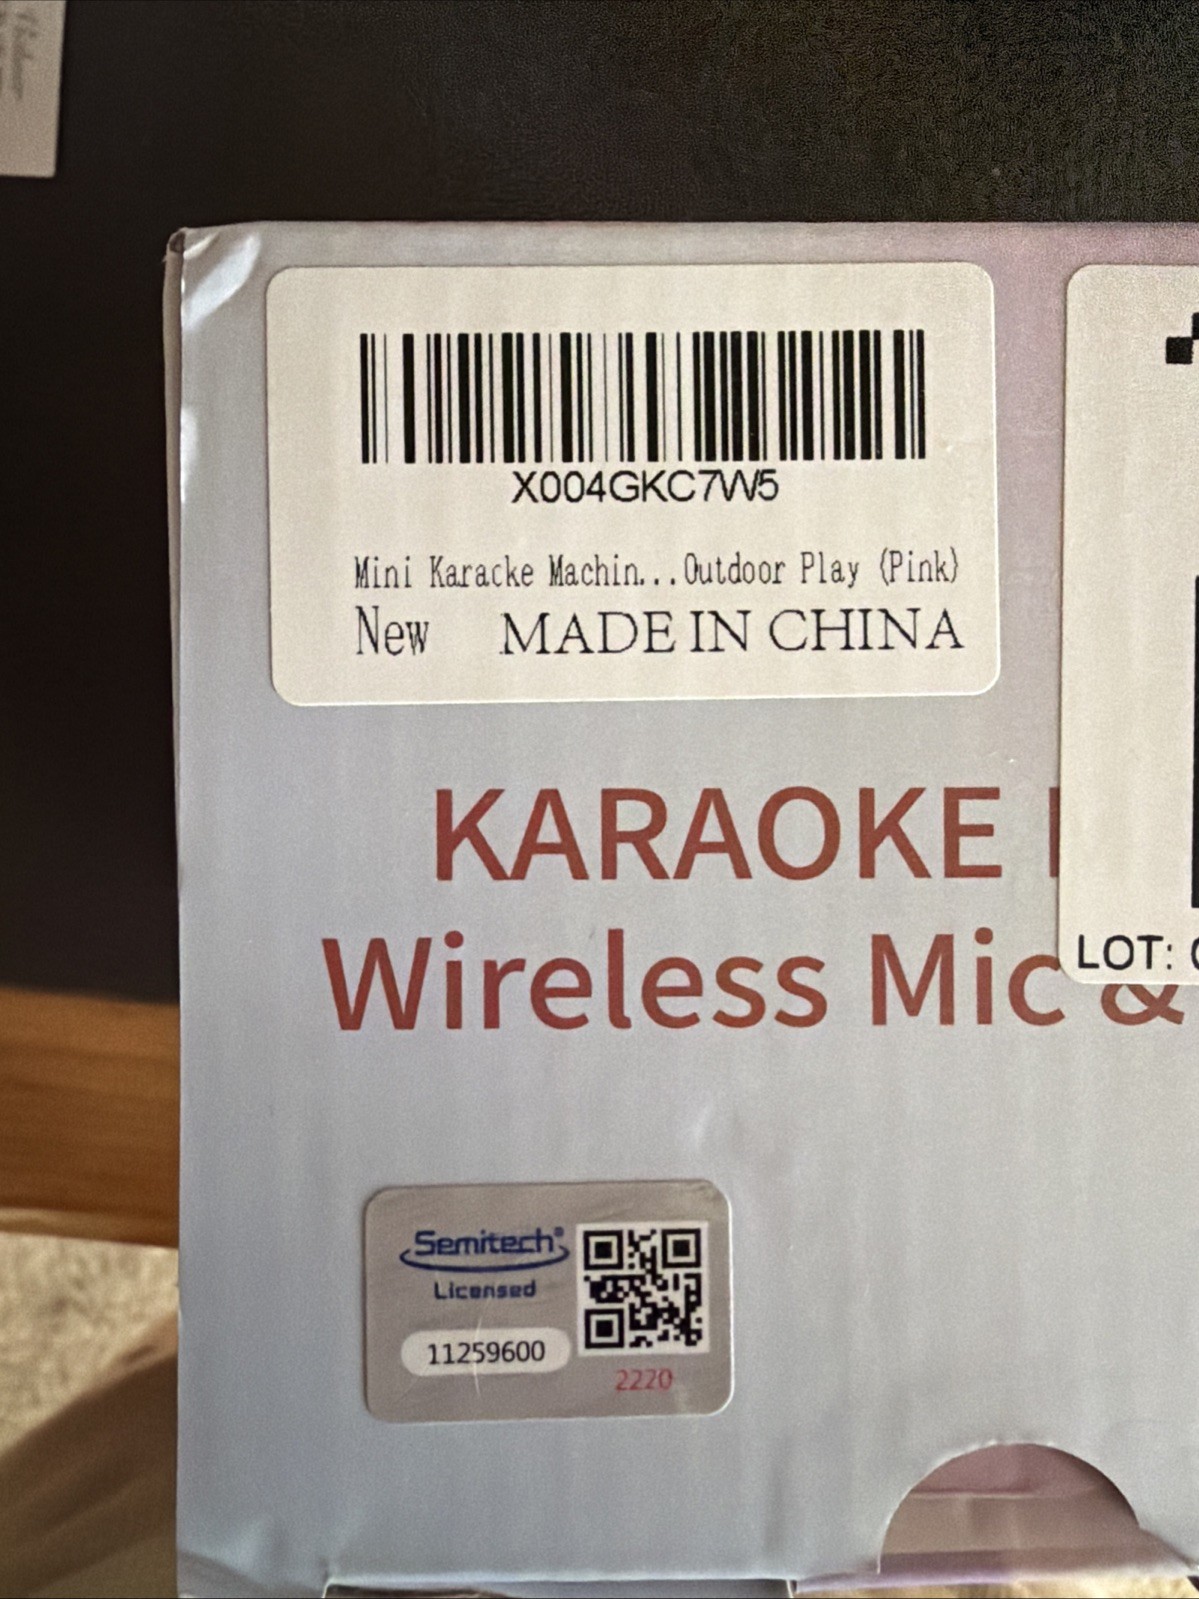 X004GKC7W5
Mini Karacke Machin...Outdoor Play (Pink)
New MADE IN CHINA
KARAOKE
Wireless Mic &
LOT:
Semitech®
Licensed
11259600
2220